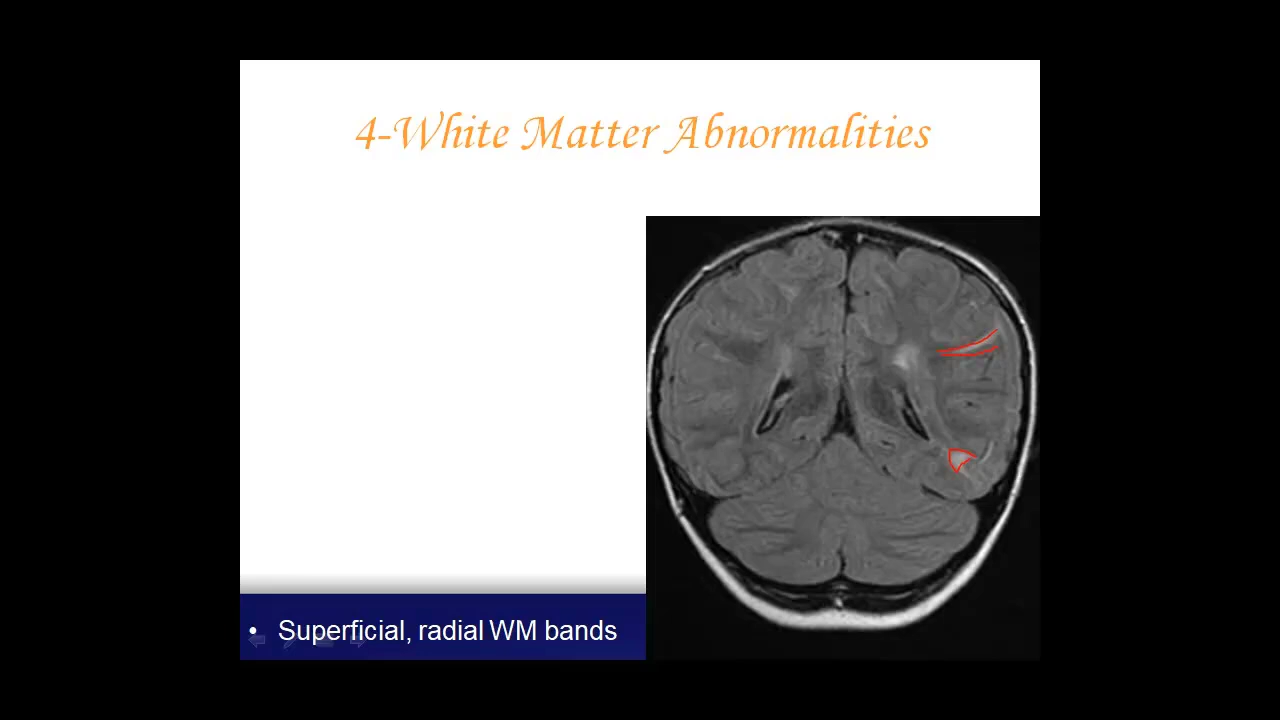 4-White Matter Abnormalities
• Superficial, radial WM bands